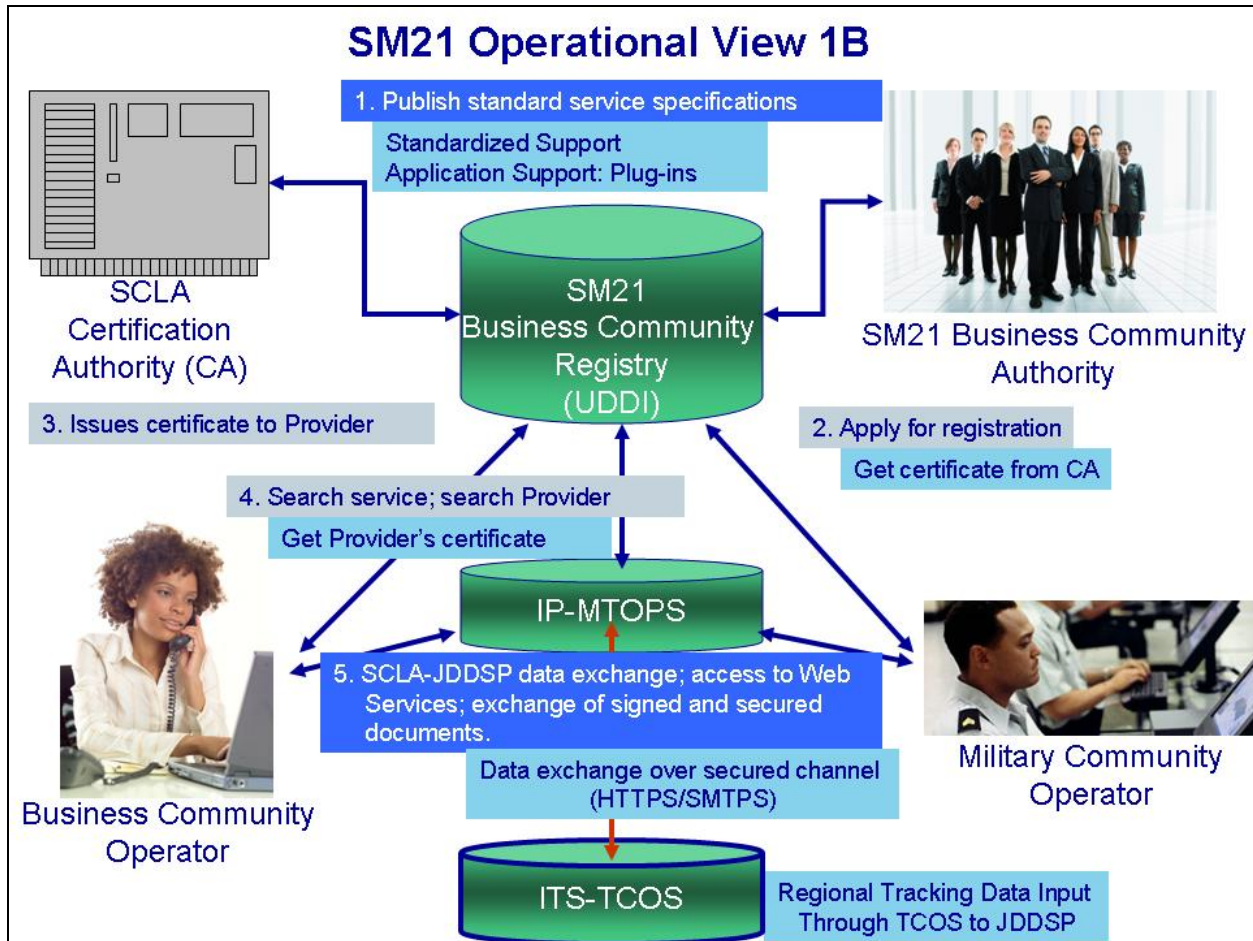 SM21 Operational View 1B
1. Publish standard service specifications
Standardized Support
Application Support: Plug-ins
SCLA
Certification
Authority (CA)
SM21
Business Community
Registry
(UDDI)
SM21 Business Community
Authority
3. Issues certificate to Provider
2. Apply for registration
Get certificate from CA
4. Search service; search Provider
Get Provider's certificate
IP-MTOPS
5. SCLA-JDDSP data exchange; access to Web
Services; exchange of signed and secured
documents.
Data exchange over secured channel
(HTTPS/SMTPS)
Business Community
Operator
Military Community
Operator
ITS-TCOS
Regional Tracking Data Input
Through TCOS to JDDSP